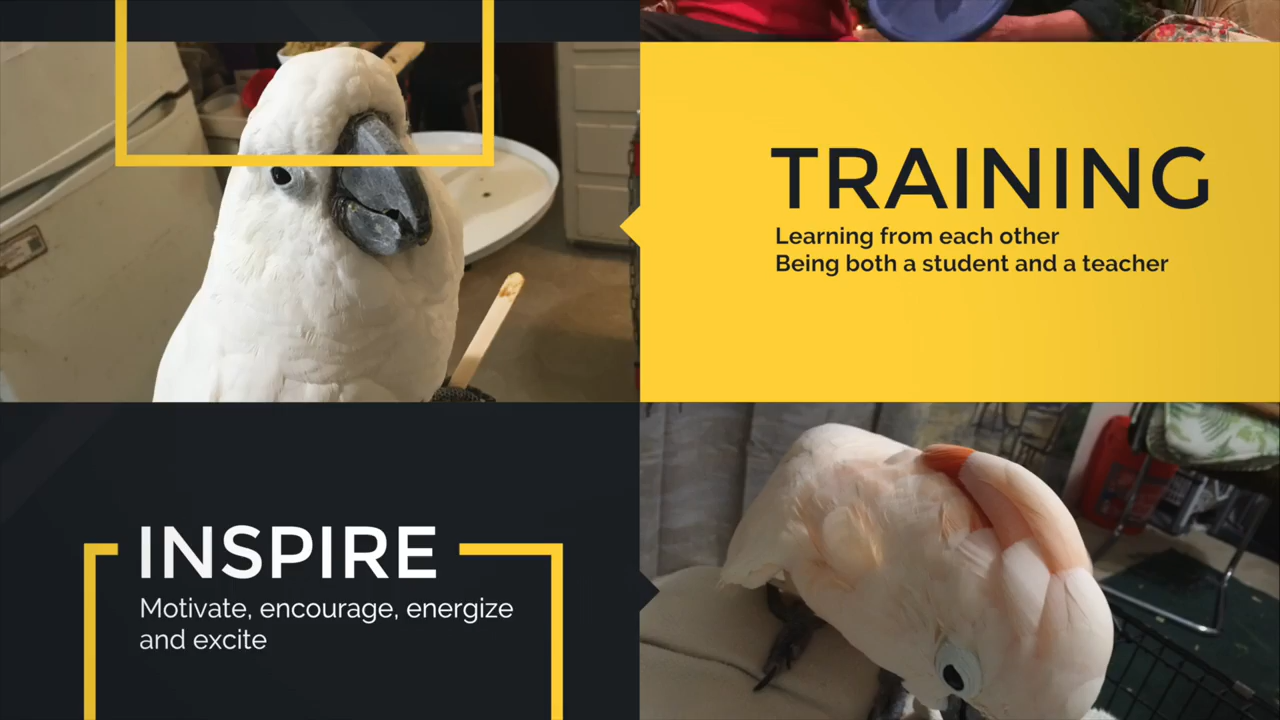 TRAINING
Learning from each other
Being both a student and a teacher
INSPIRE
Motivate, encourage, energize
and excite